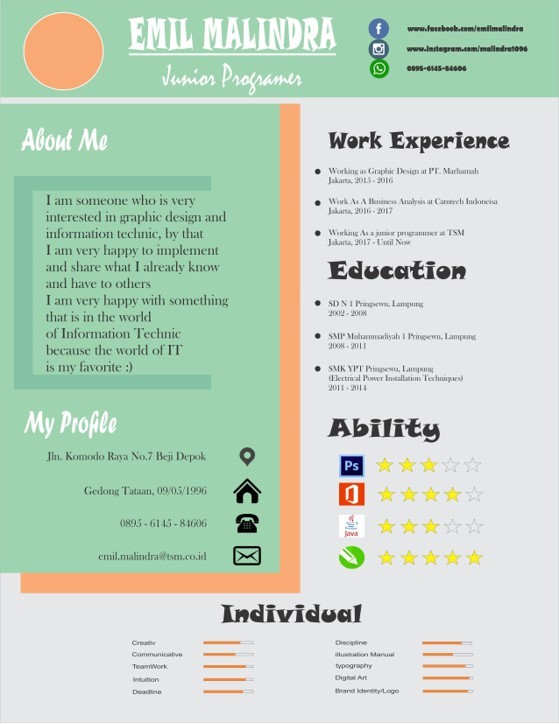 EMIL MALINDRA
Junior Programer
www.facebook.com/emilmalindra
www.instagram.com/malindra1096
0895-6145-84606
About Me
I am someone who is very
interested in graphic design and
information technic, by that
I am very happy to implement
and share what I already know
and have to others
I am very happy with something
that is in the world
of Information Technic
because the world of IT
is my favorite :)
My Profile
Jln. Komodo Raya No.7 Beji Depok
Gedong Tataan, 09/05/1996
0895 - 6145 - 84606
emil.malindra@tsm.co.id
Work Experience
Working as Graphic Design at PT. Marhamah
Jakarta, 2015 - 2016
Work As A Business Analysis at Camtech Indoneisa
Jakarta, 2016 - 2017
Working As a junior programer at TSM
Jakarta, 2017 - Until Now
Education
SD N 1 Pringsewu, Lampung
2002 - 2008
SMP Muhammadiyah 1 Pringsewu, Lampung
2008 - 2011
SMK YPT Pringsewu, Lampung
(Electrical Power Installation Techniques)
2011 - 2014
Ability
Ps
Java
Individual
Creativ
Communicative
TeamWork
Intuition
Deadline
Discipline
illustration Manual
typography
Digital Art
Brand Identity/Logo